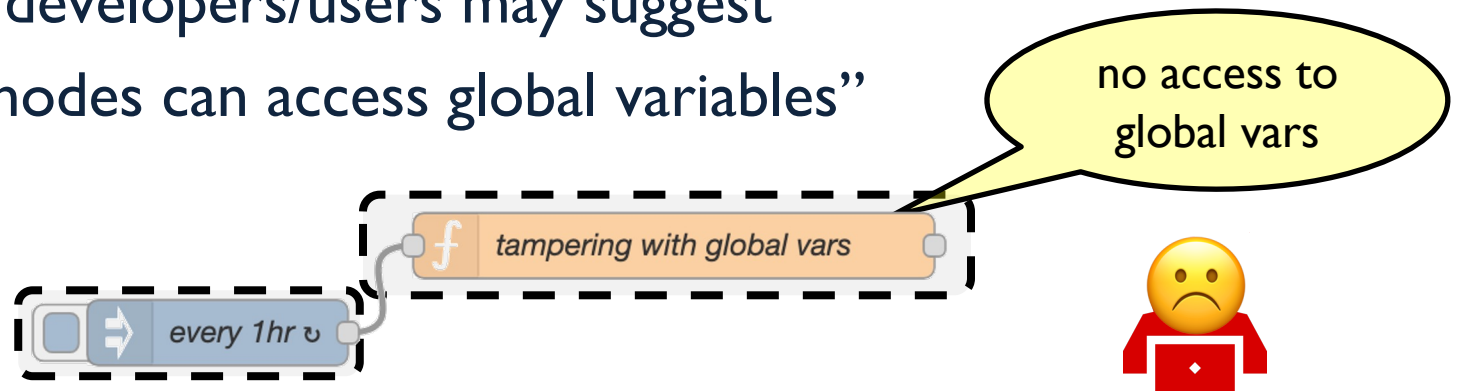 developers/users may suggest
nodes can access global variables”
no access to
global vars
tampering with global vars
every 1hr ↻